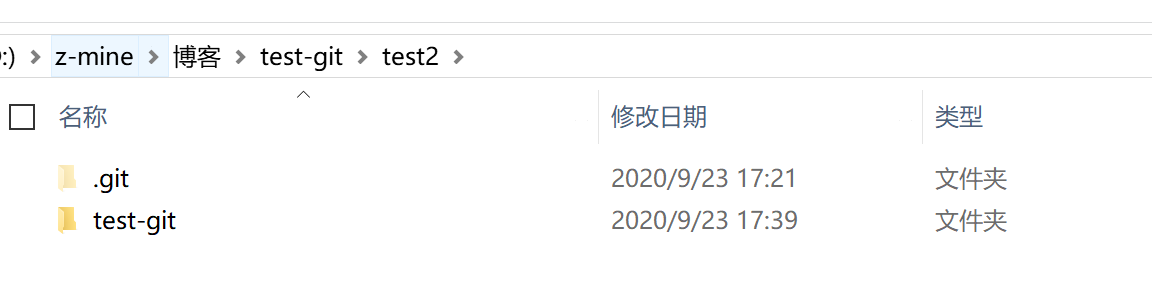 :) z-mine 博客 test-git test2
名称 修改日期 类型
.git 2020/9/23 17:21 文件夹
test-git 2020/9/23 17:39 文件夹